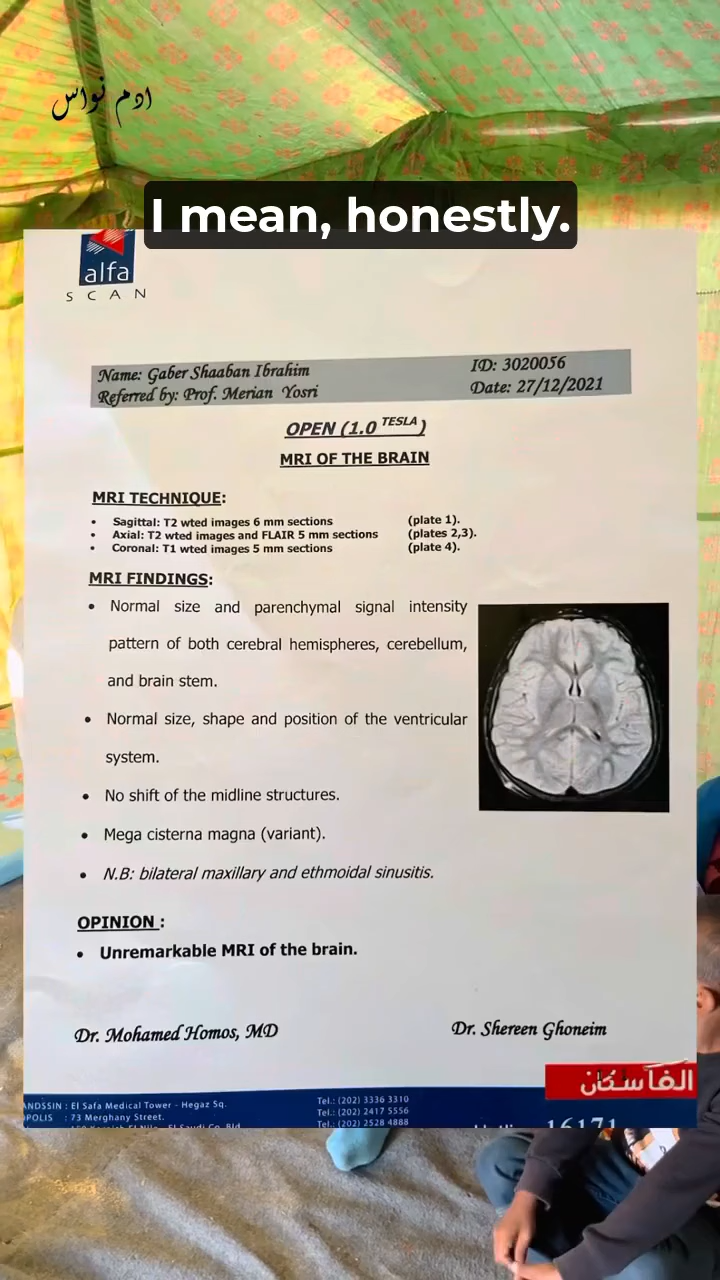 ادم نواس
I mean, honestly.
alfa
SCAN
Name: Gaber Shaaban Ibrahim
ID: 3020056
Referred by: Prof. Merian Yosri
Date: 27/12/2021
OPEN (1.0 TESLA)
MRI OF THE BRAIN
MRI TECHNIQUE:
• Sagittal: T2 wted images 6 mm sections (plate 1).
• Axial: T2 wted images and FLAIR 5 mm sections (plates 2,3).
• Coronal: T1 wted images 5 mm sections (plate 4).
MRI FINDINGS:
• Normal size and parenchymal signal intensity
pattern of both cerebral hemispheres, cerebellum,
and brain stem.
• Normal size, shape and position of the ventricular
system.
• No shift of the midline structures.
• Mega cisterna magna (variant).
• N.B: bilateral maxillary and ethmoidal sinusitis.
OPINION :
• Unremarkable MRI of the brain.
Dr. Mohamed Homos, MD
Dr. Shereen Ghoneim
الفاسكان
ANDSSIN : El Safa Medical Tower - Hegaz Sq.
Tel.: (202) 3336 3310
OPOLIS : 73 Merghany Street.
Tel.: (202) 2417 5556
Tel.: (202) 2528 4888
16171